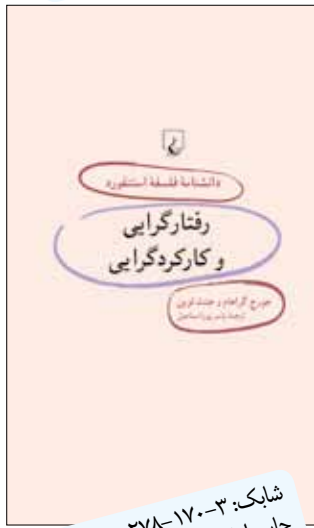 دانشنامهٔ فلسفهٔ استنفورد
رفتارگرایی
و کارکردگرایی
جورج گراهام و جنت لوین
ترجمهٔ یاسر پوراسماعیل
شابک: ۳-۱۷۰-۲۷۸